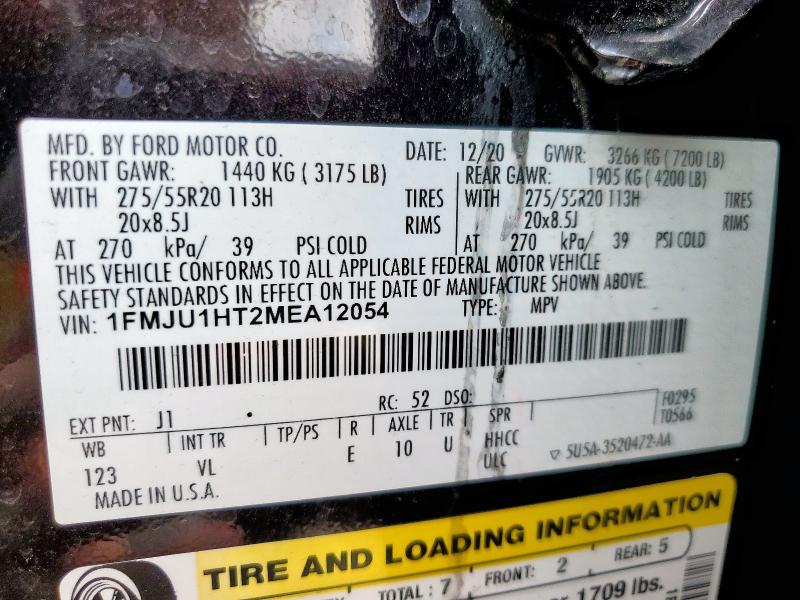 MFD. BY FORD MOTOR CO. DATE: 12/20 GVWR: 3266 KG (7200 LB)
FRONT GAWR: 1440 KG (3175 LB) REAR GAWR: 1905 KG (4200 LB)
WITH 275/55R20 113H TIRES WITH 275/55R20 113H TIRES
20x8.5J RIMS 20x8.5J RIMS
AT 270 kPa/ 39 PSI COLD AT 270 kPa/ 39 PSI COLD
THIS VEHICLE CONFORMS TO ALL APPLICABLE FEDERAL MOTOR VEHICLE
SAFETY STANDARDS IN EFFECT ON THE DATE OF MANUFACTURE SHOWN ABOVE.
VIN: 1FMJU1HT2MEA12054 TYPE: MPV
EXT PNT: J1 RC: 52 DSO: F0295
T0566
WB INT TR TP/PS R AXLE TR SPR
123 VL E 10 U HHCC
ULC 5U5A-3520472-AA
MADE IN U.S.A.
TIRE AND LOADING INFORMATION
TOTAL: 7 FRONT: 2 REAR: 5
1709 lbs.